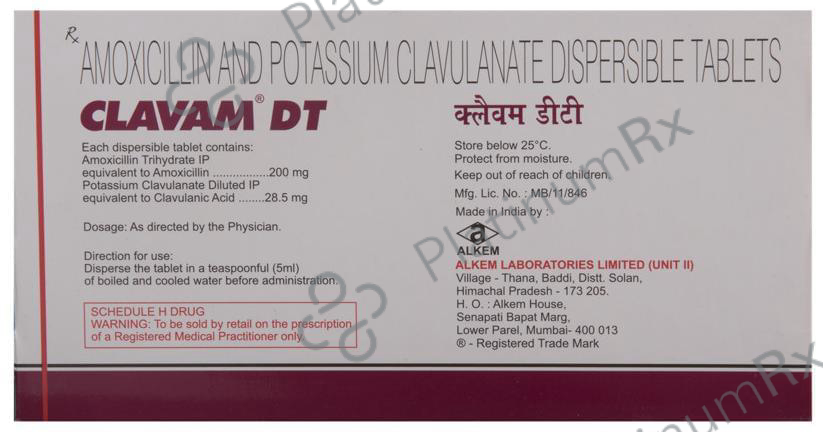 Rx
AMOXICILLIN AND POTASSIUM CLAVULANATE DISPERSIBLE TABLETS
CLAVAM® DT
Each dispersible tablet contains:
Amoxicillin Trihydrate IP
equivalent to Amoxicillin .................200 mg
Potassium Clavulanate Diluted IP
equivalent to Clavulanic Acid ........28.5 mg
Dosage: As directed by the Physician.
Direction for use:
Disperse the tablet in a teaspoonful (5ml)
of boiled and cooled water before administration.
SCHEDULE H DRUG
WARNING: To be sold by retail on the prescription
of a Registered Medical Practitioner only.
क्लैवम डीटी
Store below 25°C.
Protect from moisture.
Keep out of reach of children.
Mfg. Lic. No. : MB/11/846
Made in India by :
a
ALKEM
ALKEM LABORATORIES LIMITED (UNIT II)
Village - Thana, Baddi, Distt. Solan,
Himachal Pradesh - 173 205.
H. O. : Alkem House,
Senapati Bapat Marg,
Lower Parel, Mumbai- 400 013
® - Registered Trade Mark
PlatinumRx